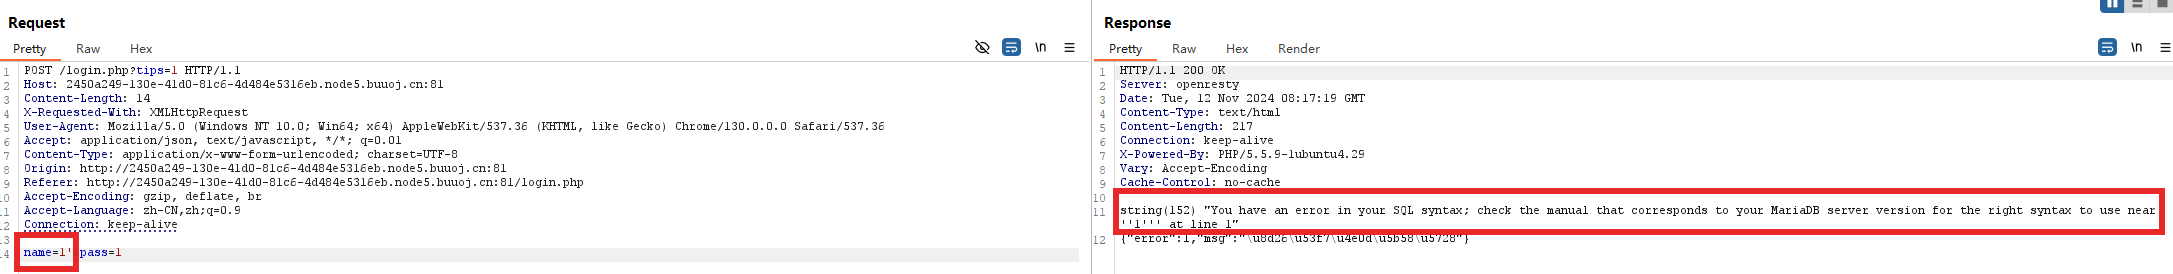 Request
Pretty Raw Hex \n
1 POST /login.php?tips=1 HTTP/1.1
2 Host: 2450a249-130e-41d0-81c6-4d484e5316eb.node5.buuoj.cn:81
3 Content-Length: 14
4 X-Requested-With: XMLHttpRequest
5 User-Agent: Mozilla/5.0 (Windows NT 10.0; Win64; x64) AppleWebKit/537.36 (KHTML, like Gecko) Chrome/130.0.0.0 Safari/537.36
6 Accept: application/json, text/javascript, */*; q=0.01
7 Content-Type: application/x-www-form-urlencoded; charset=UTF-8
8 Origin: http://2450a249-130e-41d0-81c6-4d484e5316eb.node5.buuoj.cn:81
9 Referer: http://2450a249-130e-41d0-81c6-4d484e5316eb.node5.buuoj.cn:81/login.php
10 Accept-Encoding: gzip, deflate, br
11 Accept-Language: zh-CN,zh;q=0.9
12 Connection: keep-alive
13
14 name=1' pass=1
Response
Pretty Raw Hex Render \n
1 HTTP/1.1 200 OK
2 Server: openresty
3 Date: Tue, 12 Nov 2024 08:17:19 GMT
4 Content-Type: text/html
5 Content-Length: 217
6 Connection: keep-alive
7 X-Powered-By: PHP/5.5.9-1ubuntu4.29
8 Vary: Accept-Encoding
9 Cache-Control: no-cache
10
11 string(152) "You have an error in your SQL syntax; check the manual that corresponds to your MariaDB server version for the right syntax to use near
''1''' at line 1"
12 {"error":1,"msg":"\u8d26\u53f7\u4e0d\u5b58\u5728"}